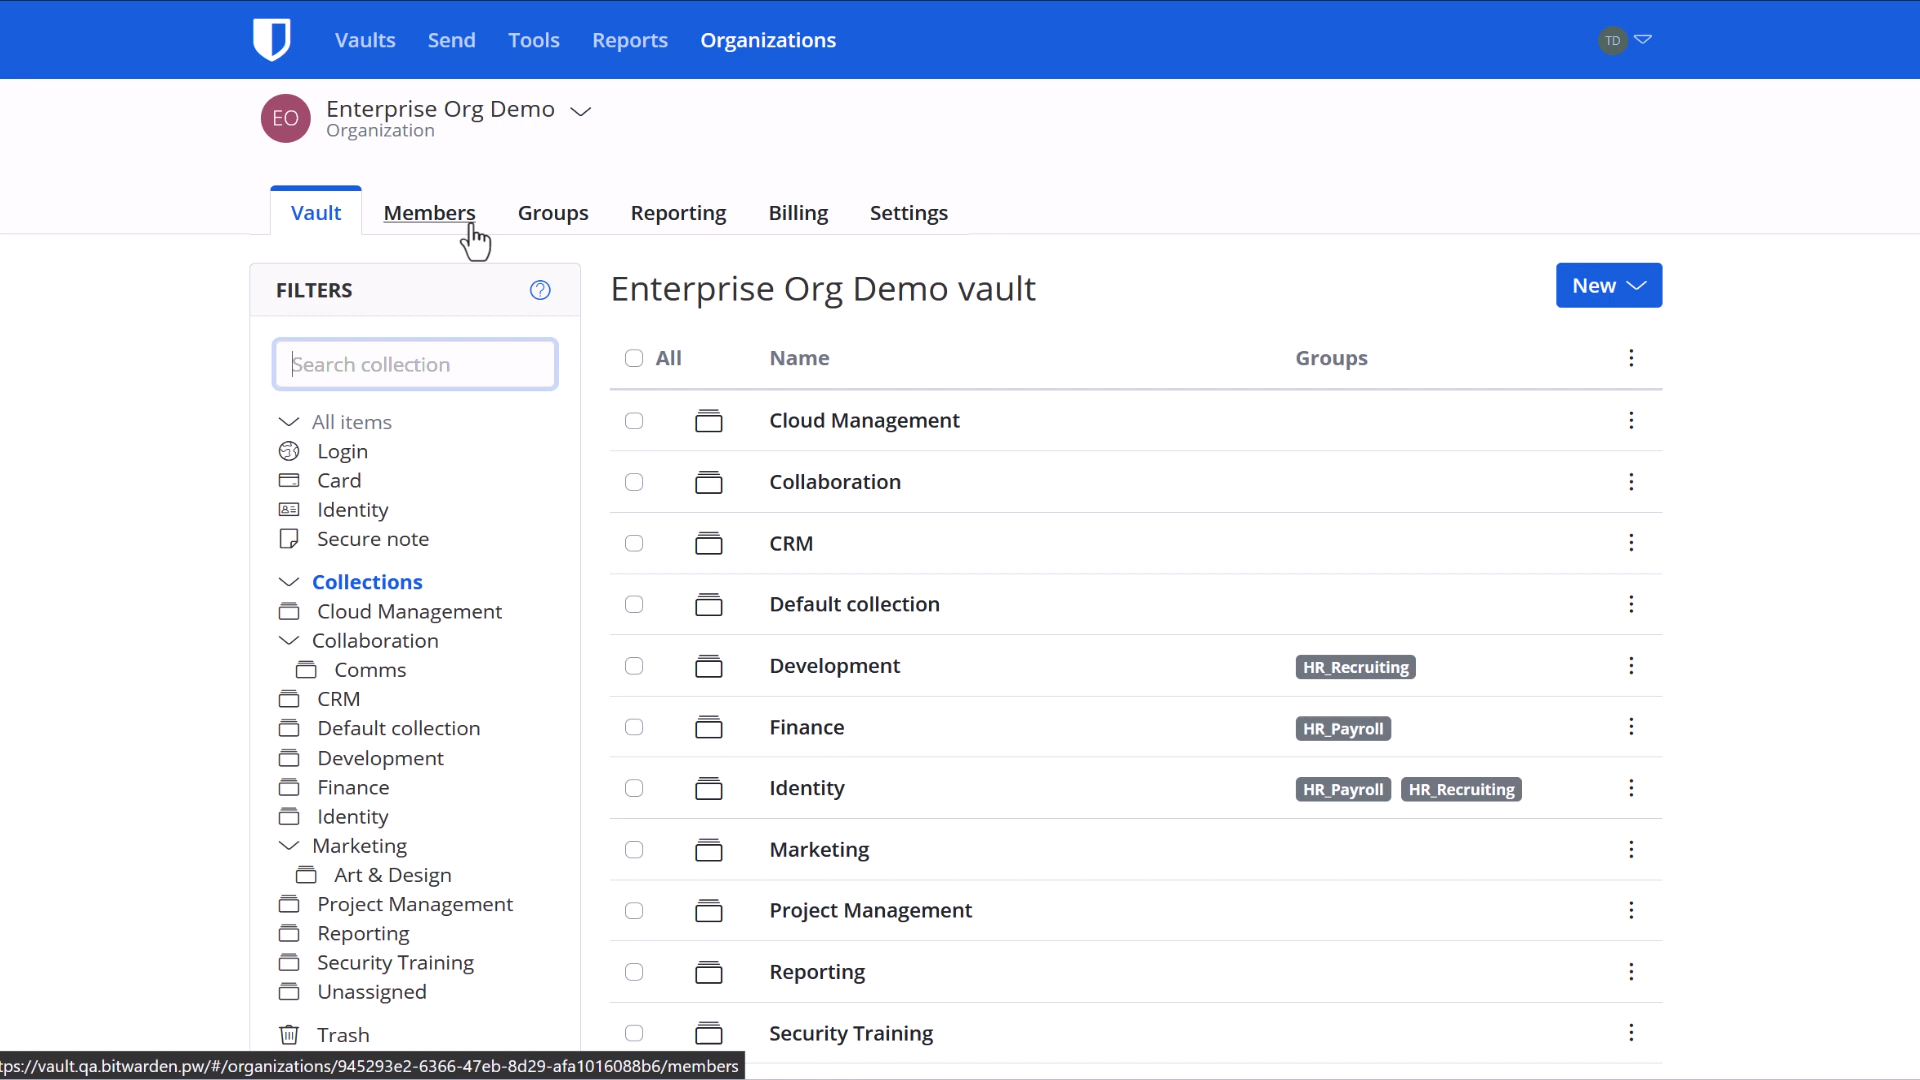 Vaults Send Tools Reports Organizations TD
EO Enterprise Org Demo
Organization
Vault Members Groups Reporting Billing Settings
FILTERS
Search collection
All items
Login
Card
Identity
Secure note
Collections
Cloud Management
Collaboration
Comms
CRM
Default collection
Development
Finance
Identity
Marketing
Art & Design
Project Management
Reporting
Security Training
Unassigned
Trash
Enterprise Org Demo vault New
All Name Groups
Cloud Management
Collaboration
CRM
Default collection
Development HR_Recruiting
Finance HR_Payroll
Identity HR_Payroll HR_Recruiting
Marketing
Project Management
Reporting
Security Training
tps://vault.qa.bitwarden.pw/#/organizations/945293e2-6366-47eb-8d29-afa1016088b6/members